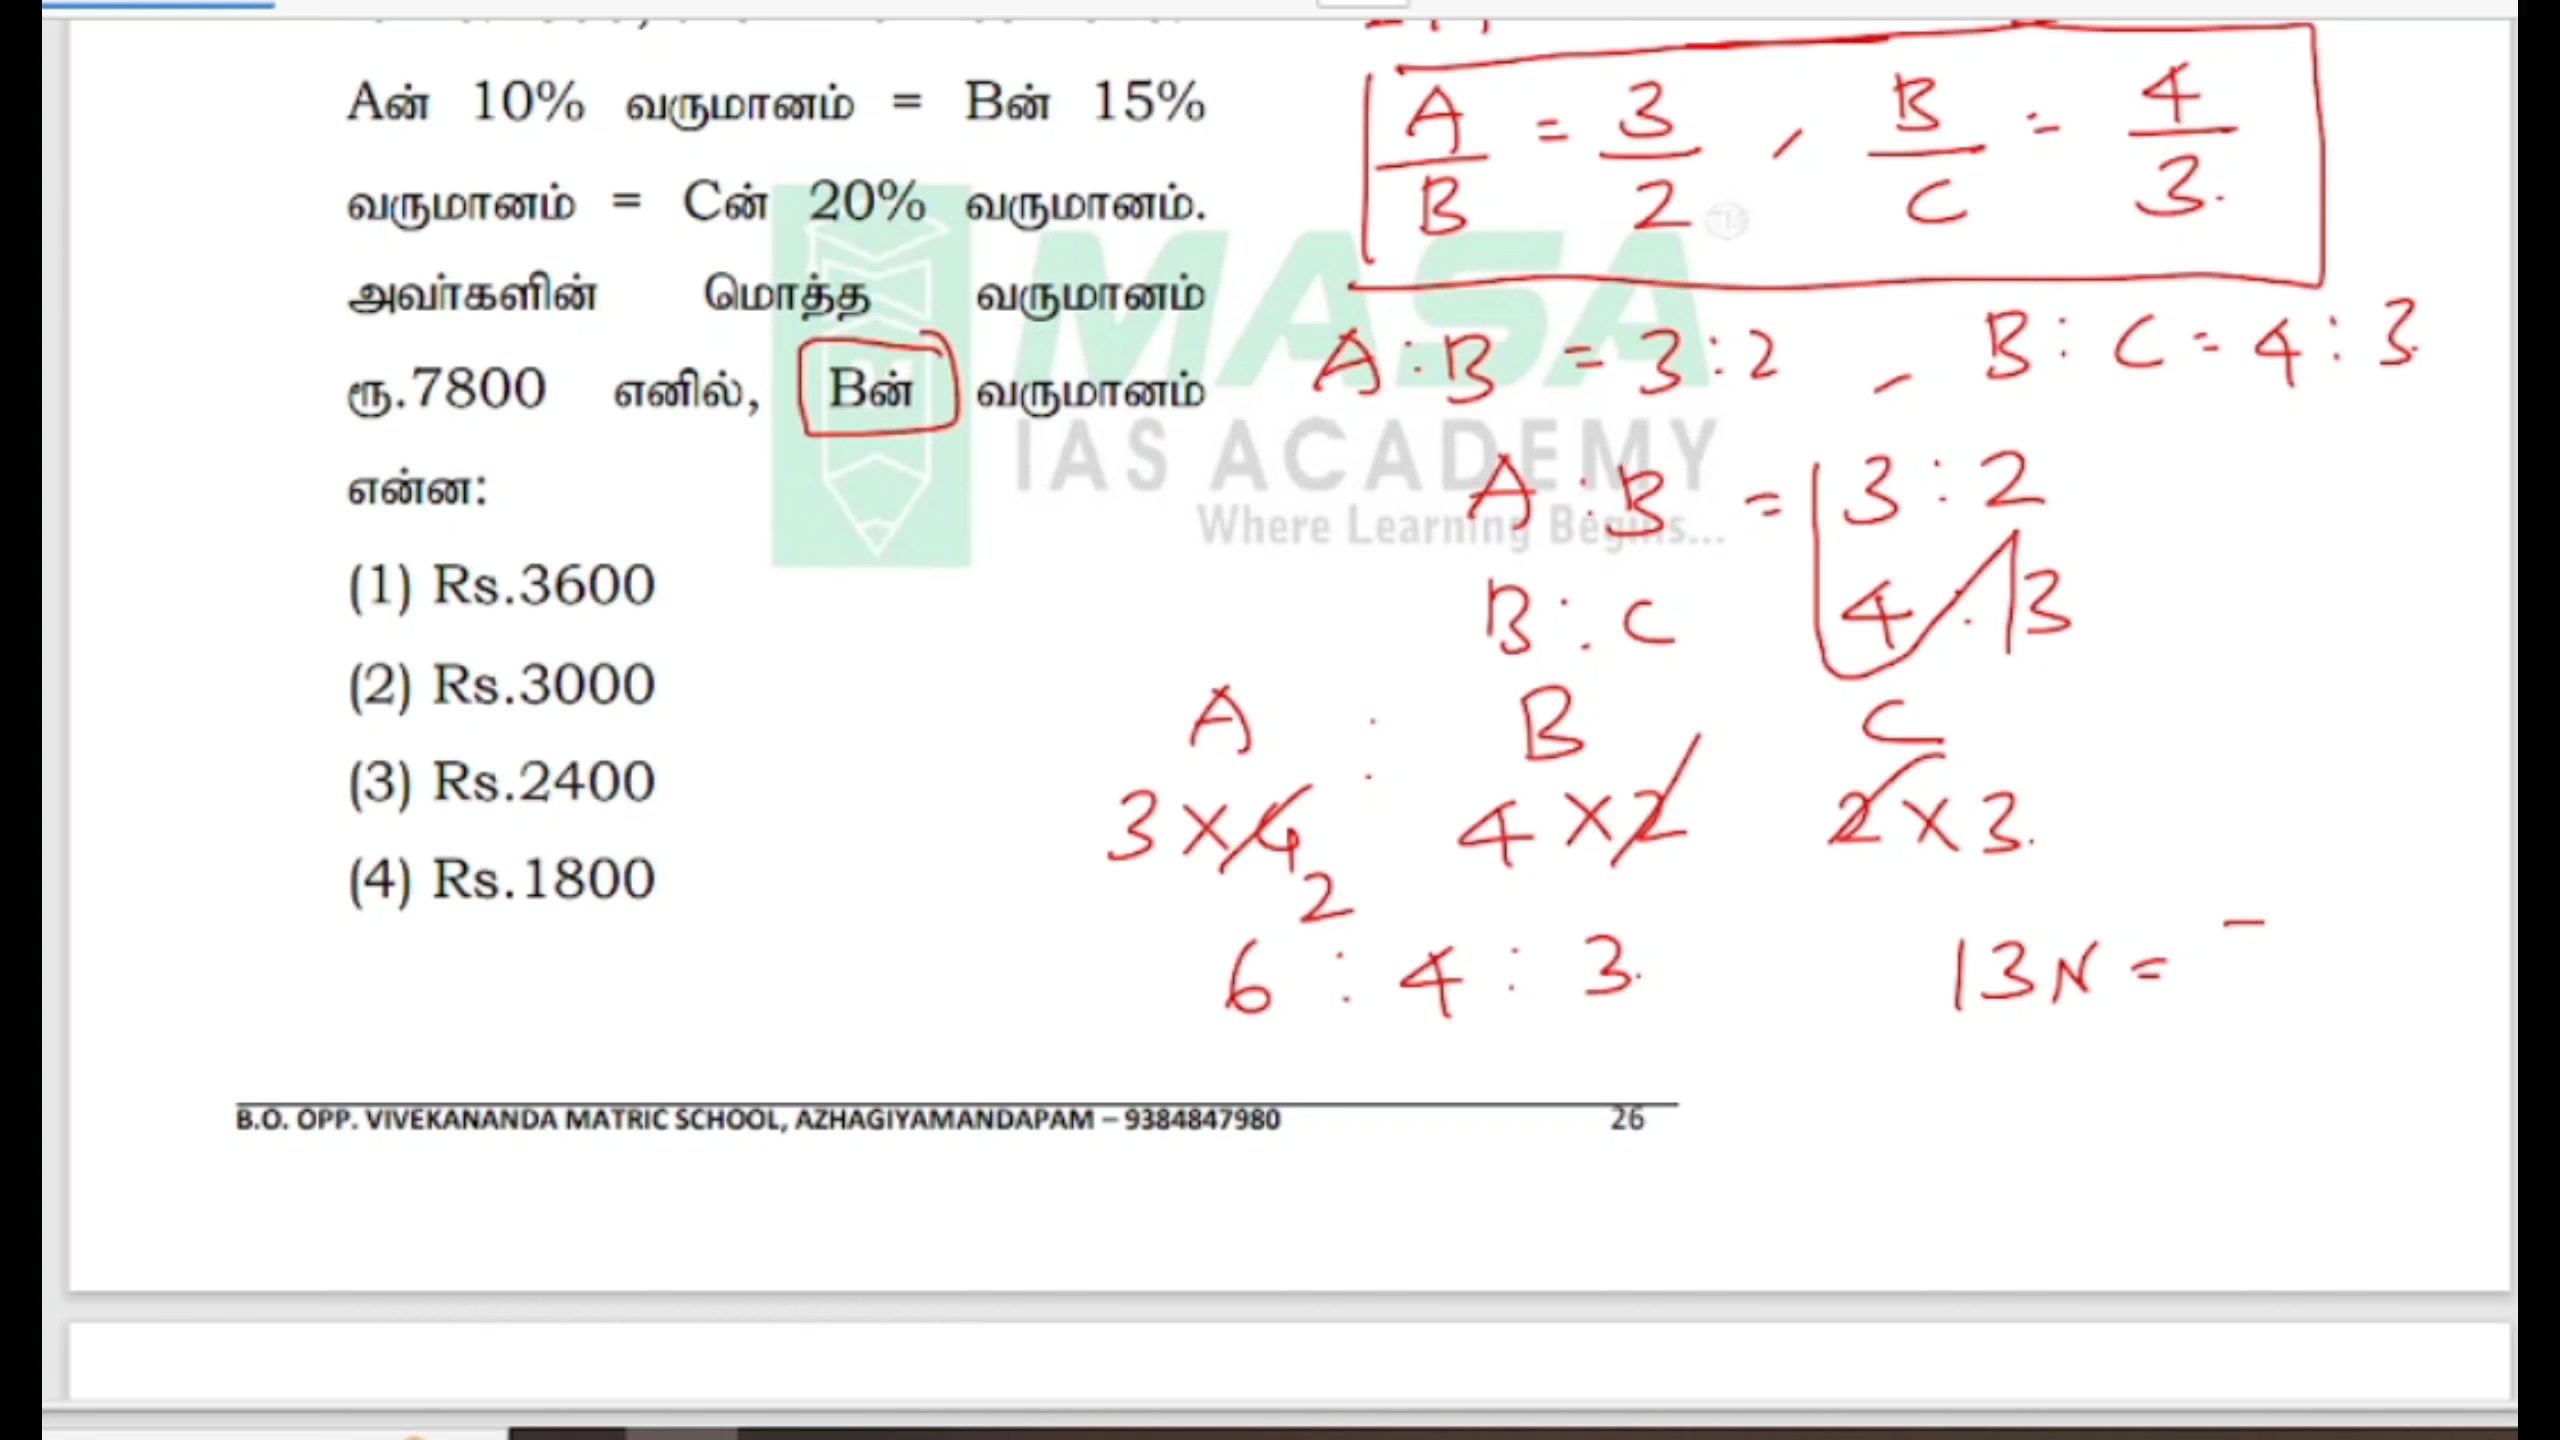 Aன் 10% வருமானம் = Bன் 15%
வருமானம் = Cன் 20% வருமானம்.
அவர்களின் மொத்த வருமானம்
ரூ.7800 எனில், Bன் வருமானம்
என்ன:
(1) Rs.3600
(2) Rs.3000
(3) Rs.2400
(4) Rs.1800
MASA
IAS ACADEMY
Where Learning Begins...
A/B = 3/2, B/C = 4/3.
A:B = 3:2, B:C = 4:3.
A:B = 3:2
B:C 4:3
A : B C
3×4 4×2 2×3.
2
6 : 4 : 3. 13N =
B.O. OPP. VIVEKANANDA MATRIC SCHOOL, AZHAGIYAMANDAPAM – 9384847980 26